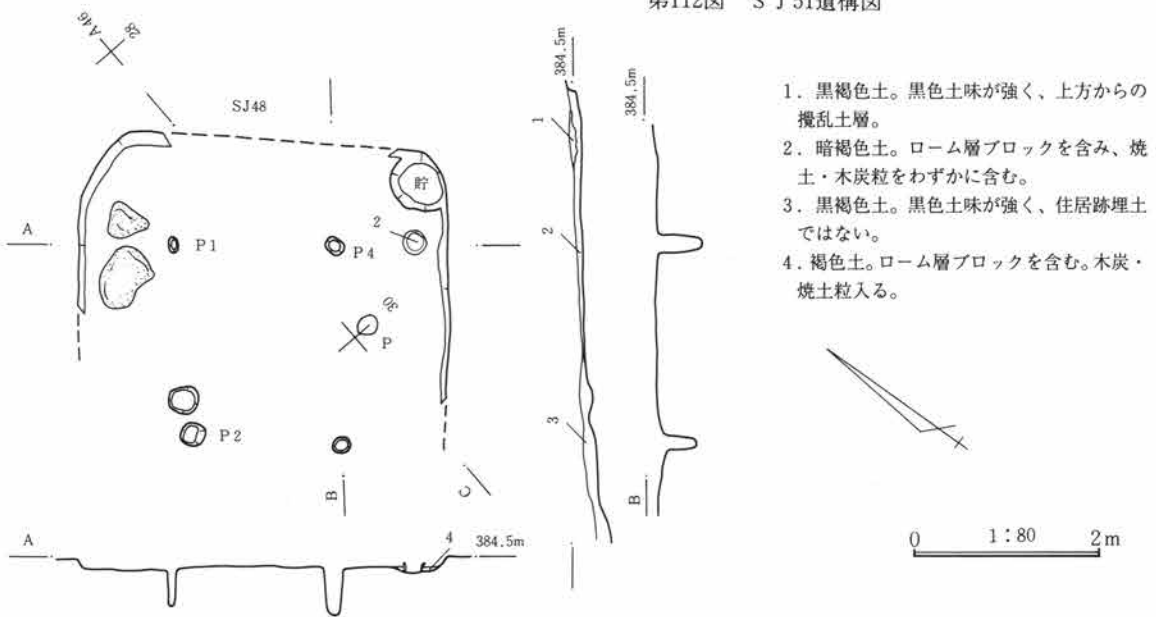 第112図 SJ51遺構図
A46
28
SJ48
384.5m
384.5m
1
貯
A
P1
P4
2
2
30
P
P2
3
B
C
B
A
4
384.5m
1. 黒褐色土。黒色土味が強く、上方からの
攪乱土層。
2. 暗褐色土。ローム層ブロックを含み、焼
土・木炭粒をわずかに含む。
3. 黒褐色土。黒色土味が強く、住居跡埋土
ではない。
4. 褐色土。ローム層ブロックを含む。木炭・
焼土粒入る。
0 1:80 2m